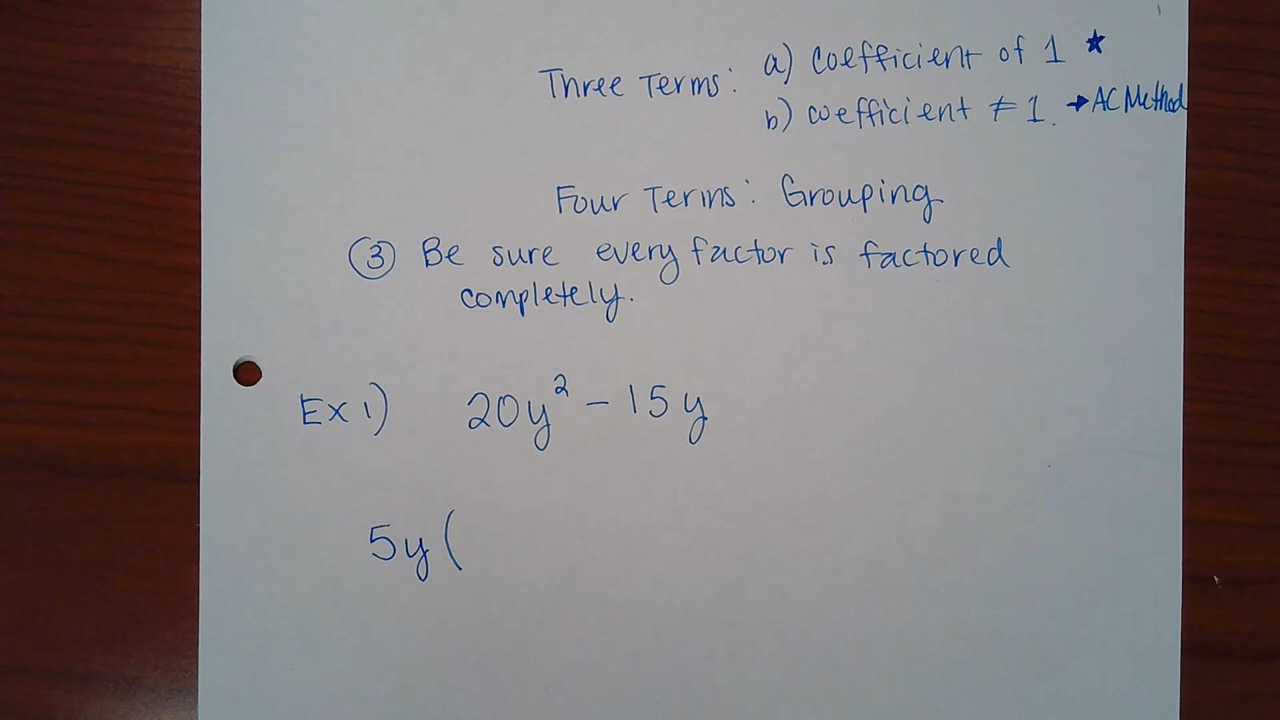 Three Terms: a) coefficient of 1 ★
b) coefficient ≠ 1. → AC Method
Four Terms: Grouping
③ Be sure every factor is factored
completely.
Ex 1) 20y² - 15y
5y (